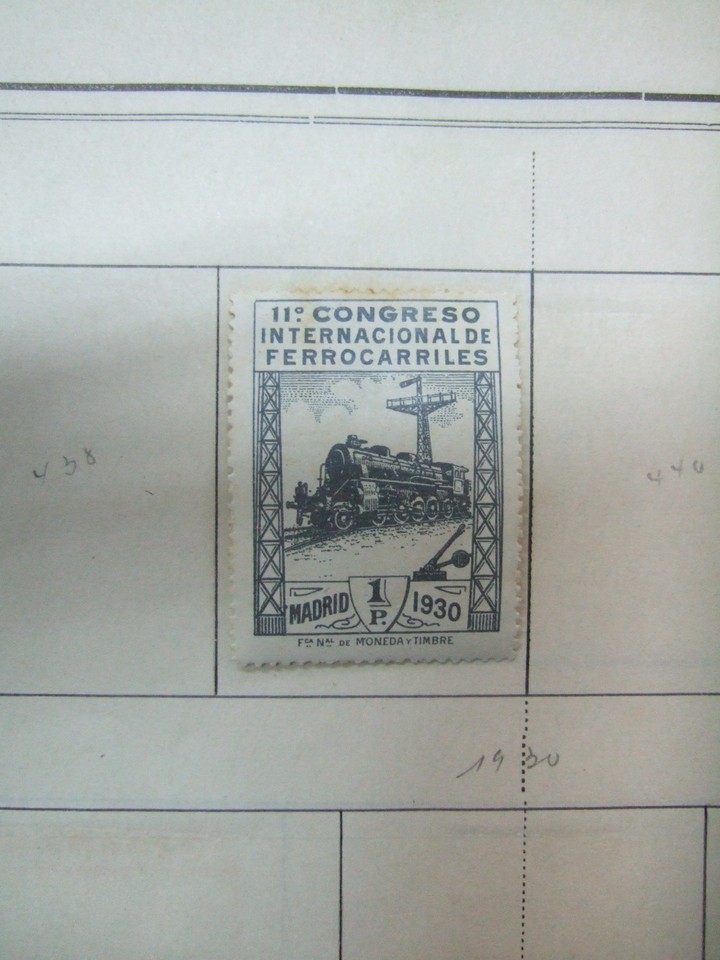 11º CONGRESO
INTERNACIONAL DE
FERROCARRILES
438
440
MADRID 1 P. 1930
Fca. Nal. DE MONEDA Y TIMBRE
1930